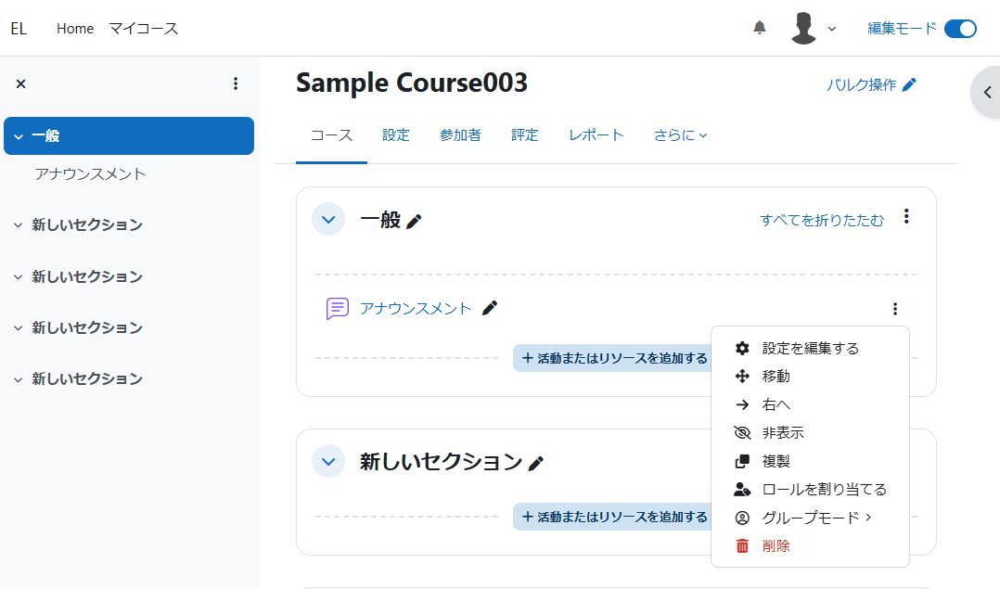 EL Home マイコース 編集モード
Sample Course003 バルク操作
コース 設定 参加者 評定 レポート さらに
一般
アナウンスメント
新しいセクション
新しいセクション
新しいセクション
新しいセクション
一般 すべてを折りたたむ
アナウンスメント
+ 活動またはリソースを追加する
新しいセクション
+ 活動またはリソースを追加する
設定を編集する
移動
右へ
非表示
複製
ロールを割り当てる
グループモード
削除